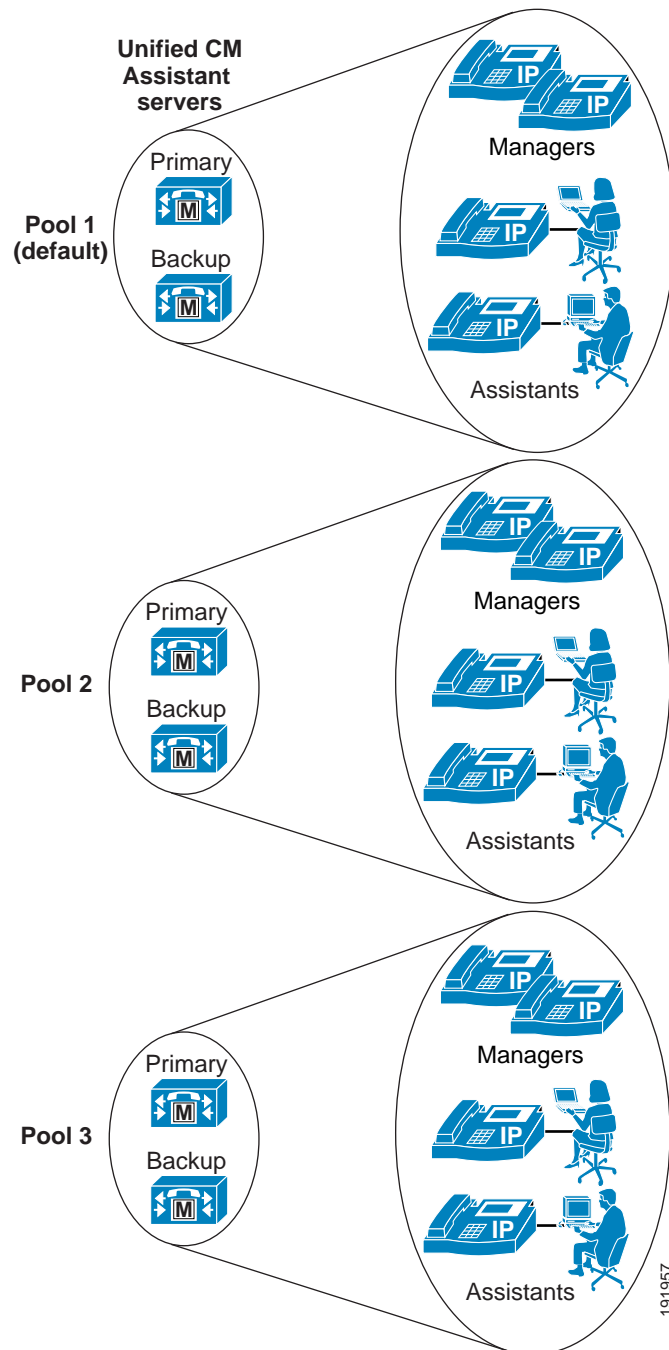 Unified CM
Assistant
servers
Pool 1
(default)
Primary
M
Backup
M
IP
IP
Managers
IP
IP
Assistants
Pool 2
Primary
M
Backup
M
IP
IP
Managers
IP
IP
Assistants
Pool 3
Primary
M
Backup
M
IP
IP
Managers
IP
IP
Assistants
191957